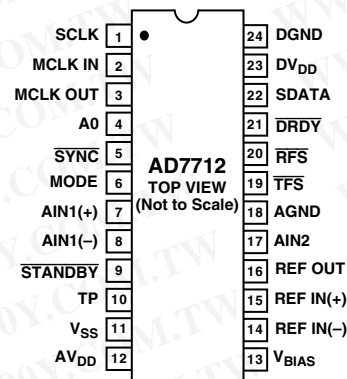 SCLK 1
MCLK IN 2
MCLK OUT 3
A0 4
SYNC 5
MODE 6
AIN1(+) 7
AIN1(–) 8
STANDBY 9
TP 10
VSS 11
AVDD 12
AD7712
TOP VIEW
(Not to Scale)
24 DGND
23 DVDD
22 SDATA
21 DRDY
20 RFS
19 TFS
18 AGND
17 AIN2
16 REF OUT
15 REF IN(+)
14 REF IN(–)
13 VBIAS